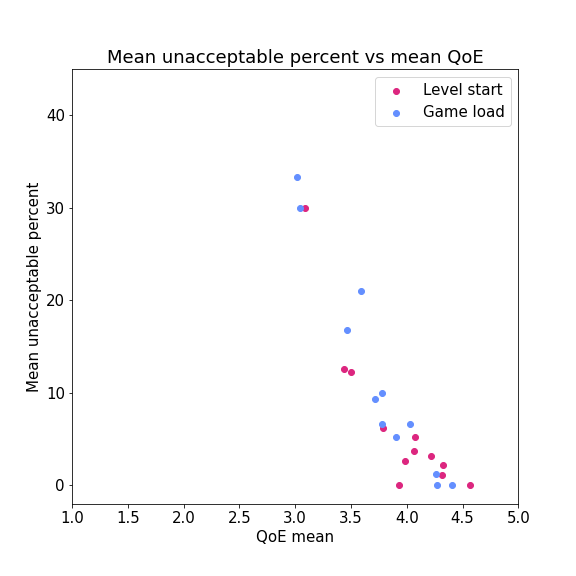 Mean unacceptable percent vs mean QoE
Level start
Game load
Mean unacceptable percent
40
30
20
10
0
1.0 1.5 2.0 2.5 3.0 3.5 4.0 4.5 5.0
QoE mean